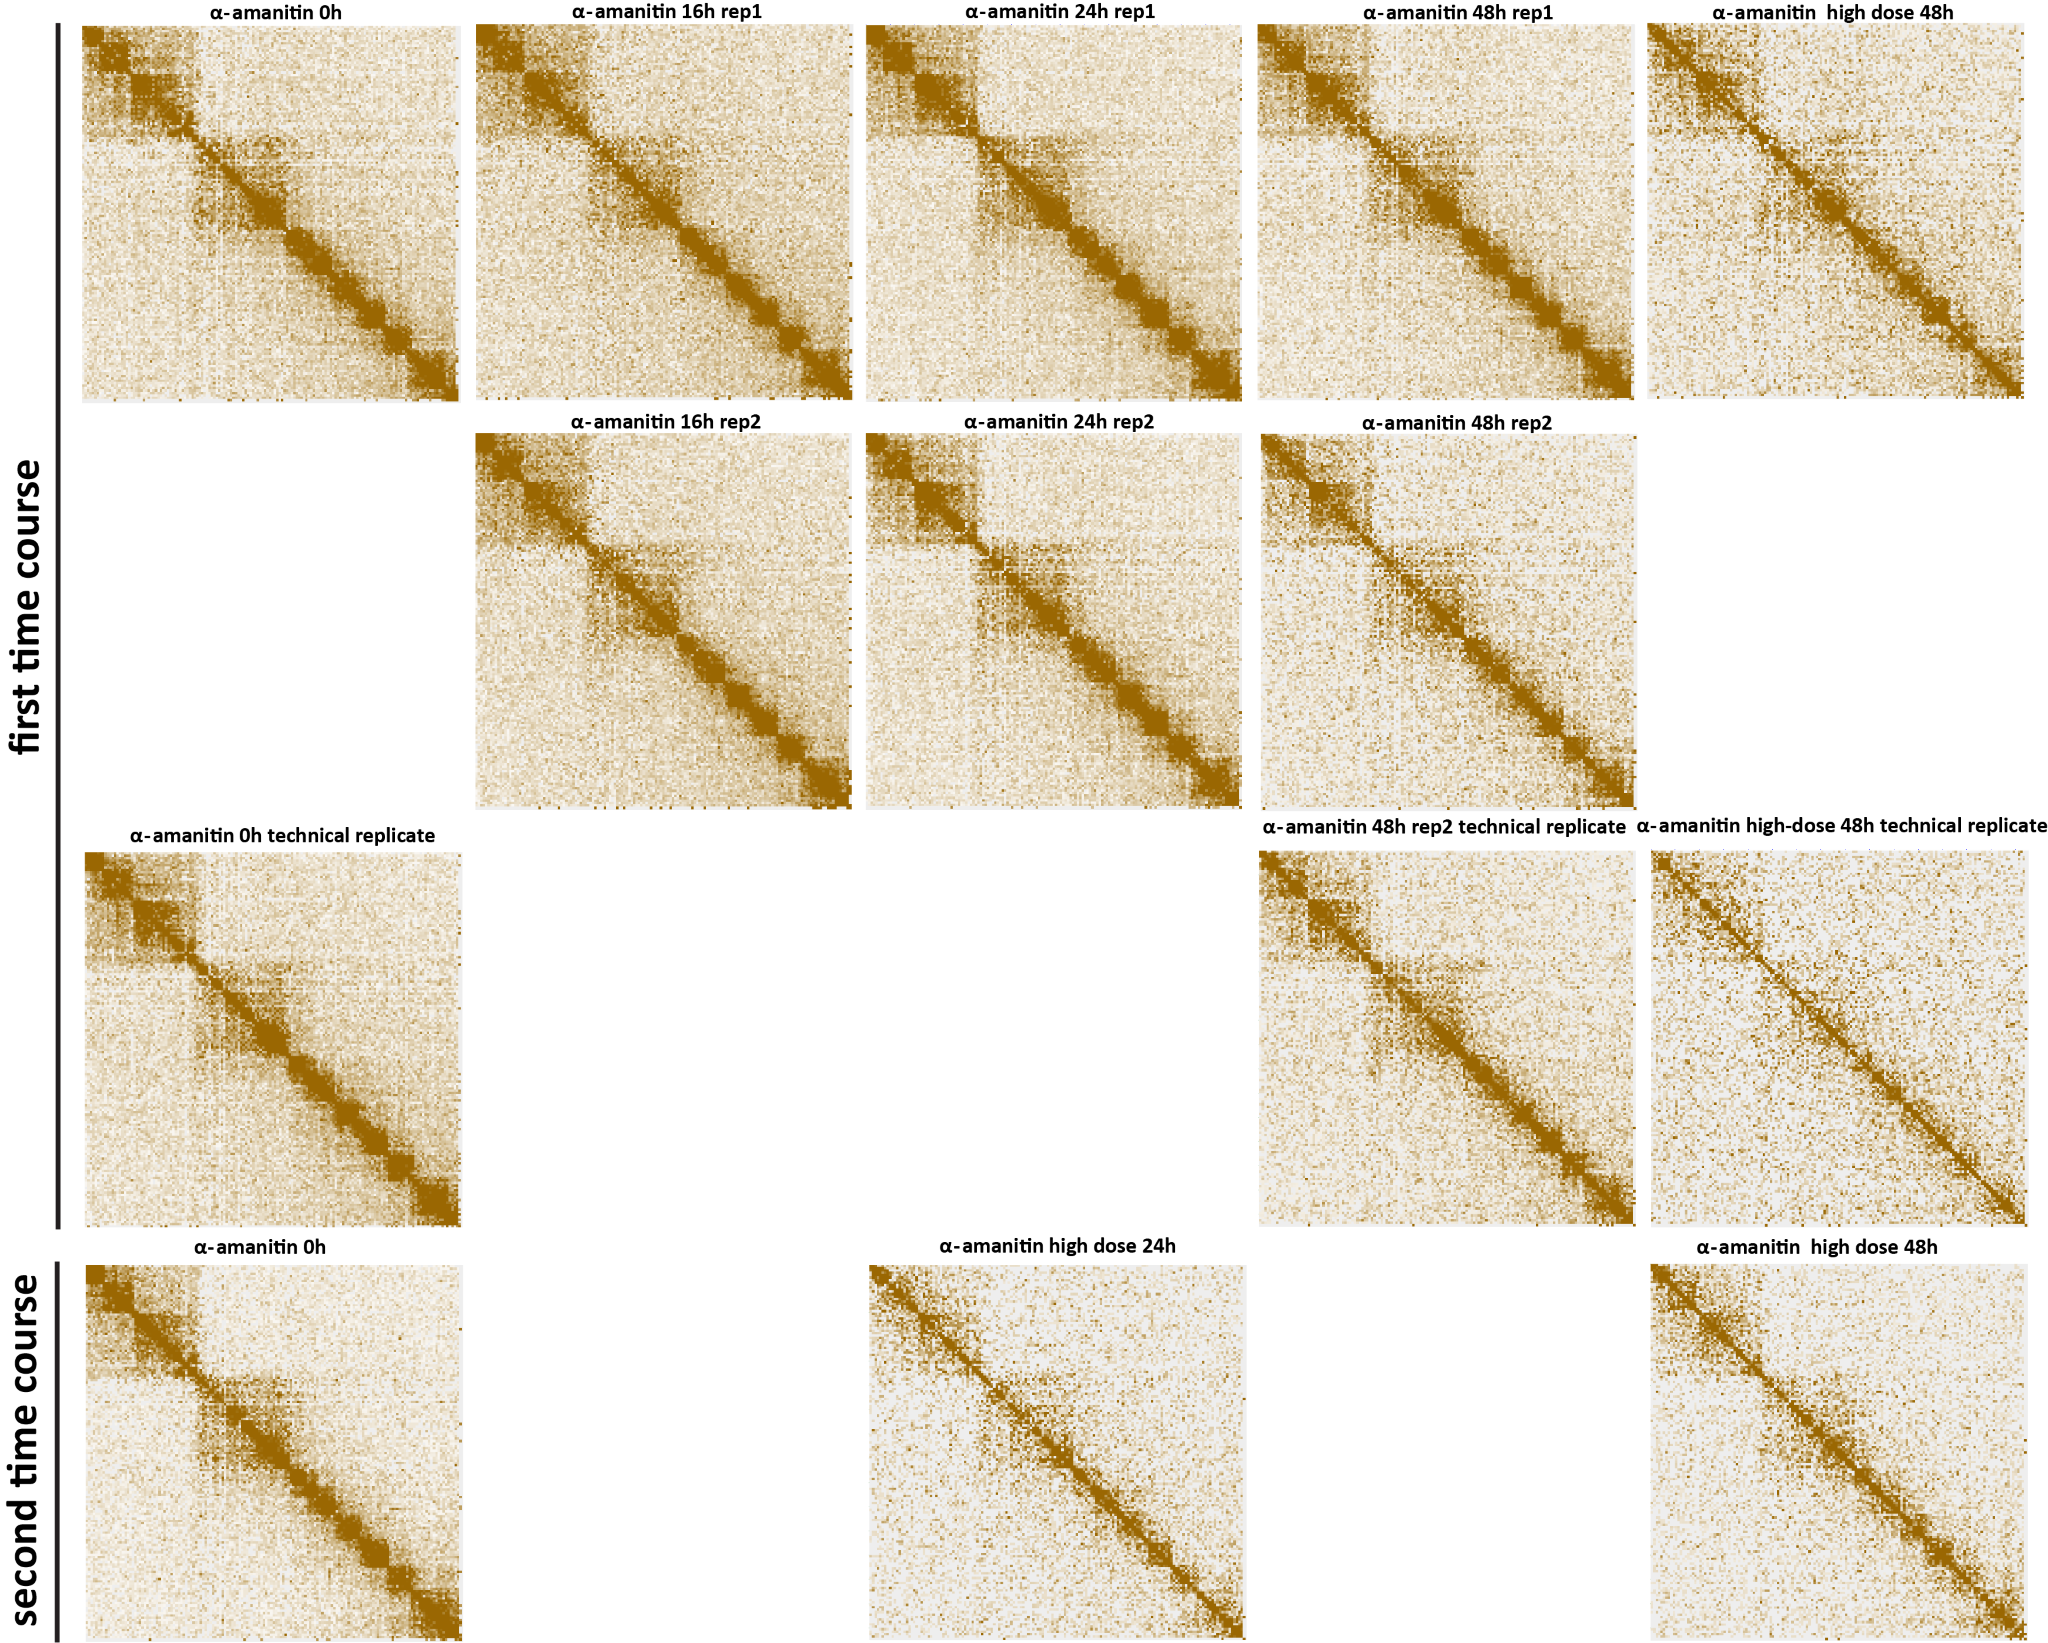 α-amanitin 0h
α-amanitin 16h rep1
α-amanitin 24h rep1
α-amanitin 48h rep1
α-amanitin high dose 48h
first time course
α-amanitin 16h rep2
α-amanitin 24h rep2
α-amanitin 48h rep2
α-amanitin 0h technical replicate
α-amanitin 48h rep2 technical replicate
α-amanitin high-dose 48h technical replicate
second time course
α-amanitin 0h
α-amanitin high dose 24h
α-amanitin high dose 48h